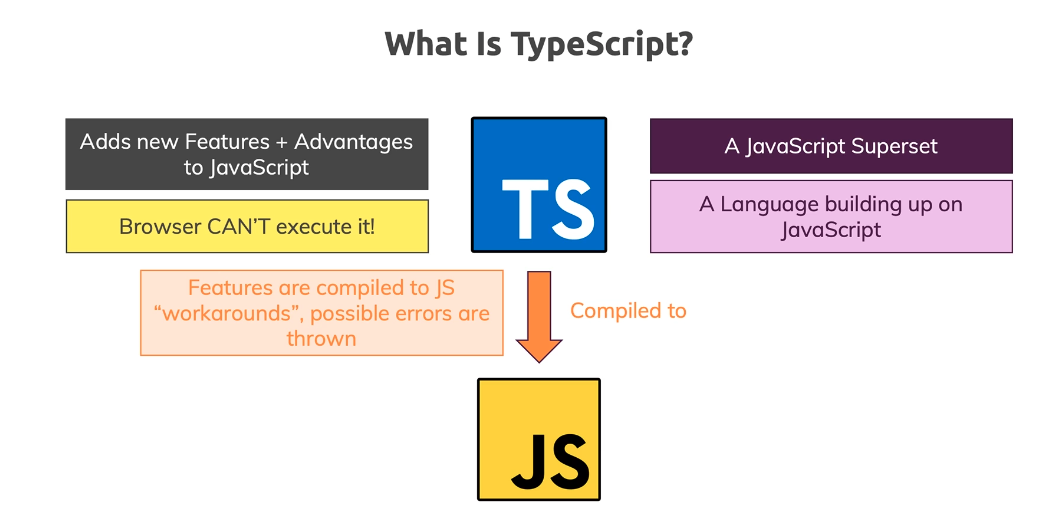 What Is TypeScript?
Adds new Features + Advantages
to JavaScript
Browser CAN’T execute it!
TS
A JavaScript Superset
A Language building up on
JavaScript
Features are compiled to JS
“workarounds”, possible errors are
thrown
Compiled to
JS